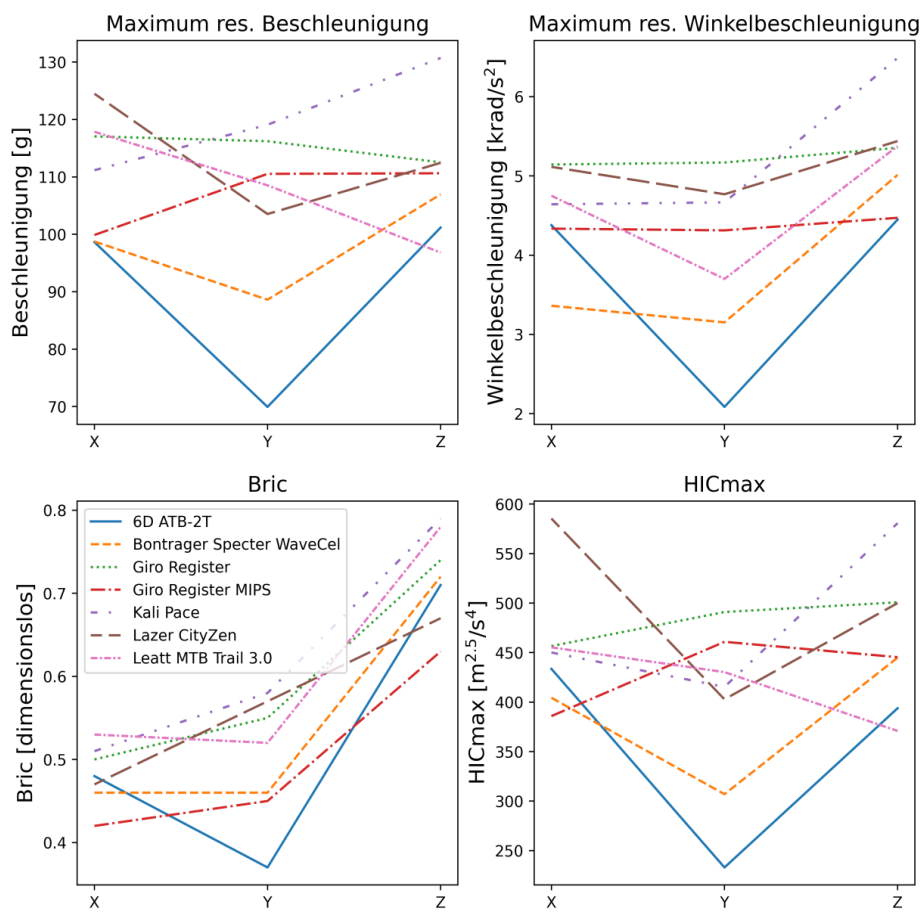 Maximum res. Beschleunigung
Beschleunigung [g]
130
120
110
100
90
80
70
X Y Z
Maximum res. Winkelbeschleunigung
Winkelbeschleunigung [krad/s²]
6
5
4
3
2
X Y Z
Bric
Bric [dimensionslos]
0.8
0.7
0.6
0.5
0.4
6D ATB-2T
Bontrager Specter WaveCel
Giro Register
Giro Register MIPS
Kali Pace
Lazer CityZen
Leatt MTB Trail 3.0
X Y Z
HICmax
HICmax [m^2.5/s⁴]
600
550
500
450
400
350
300
250
X Y Z